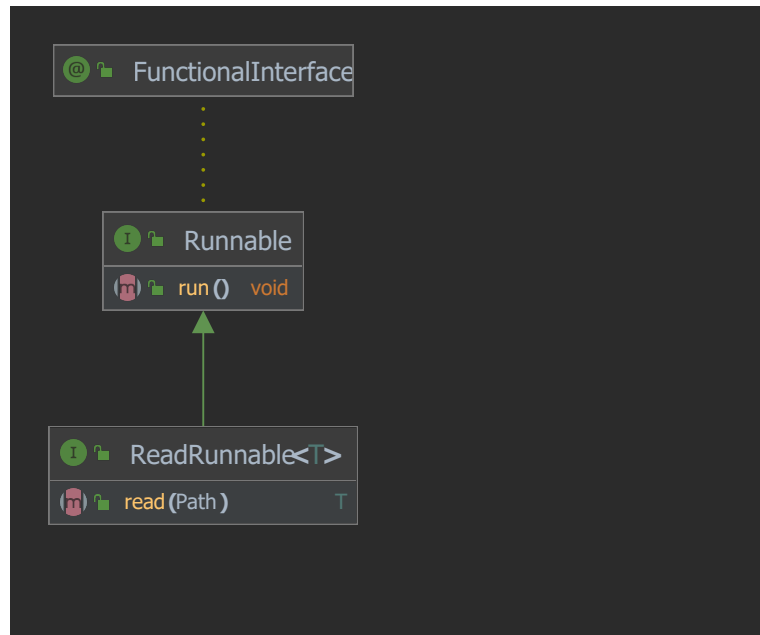 @ FunctionalInterface
I Runnable
m run() void
I ReadRunnable<T>
m read(Path) T